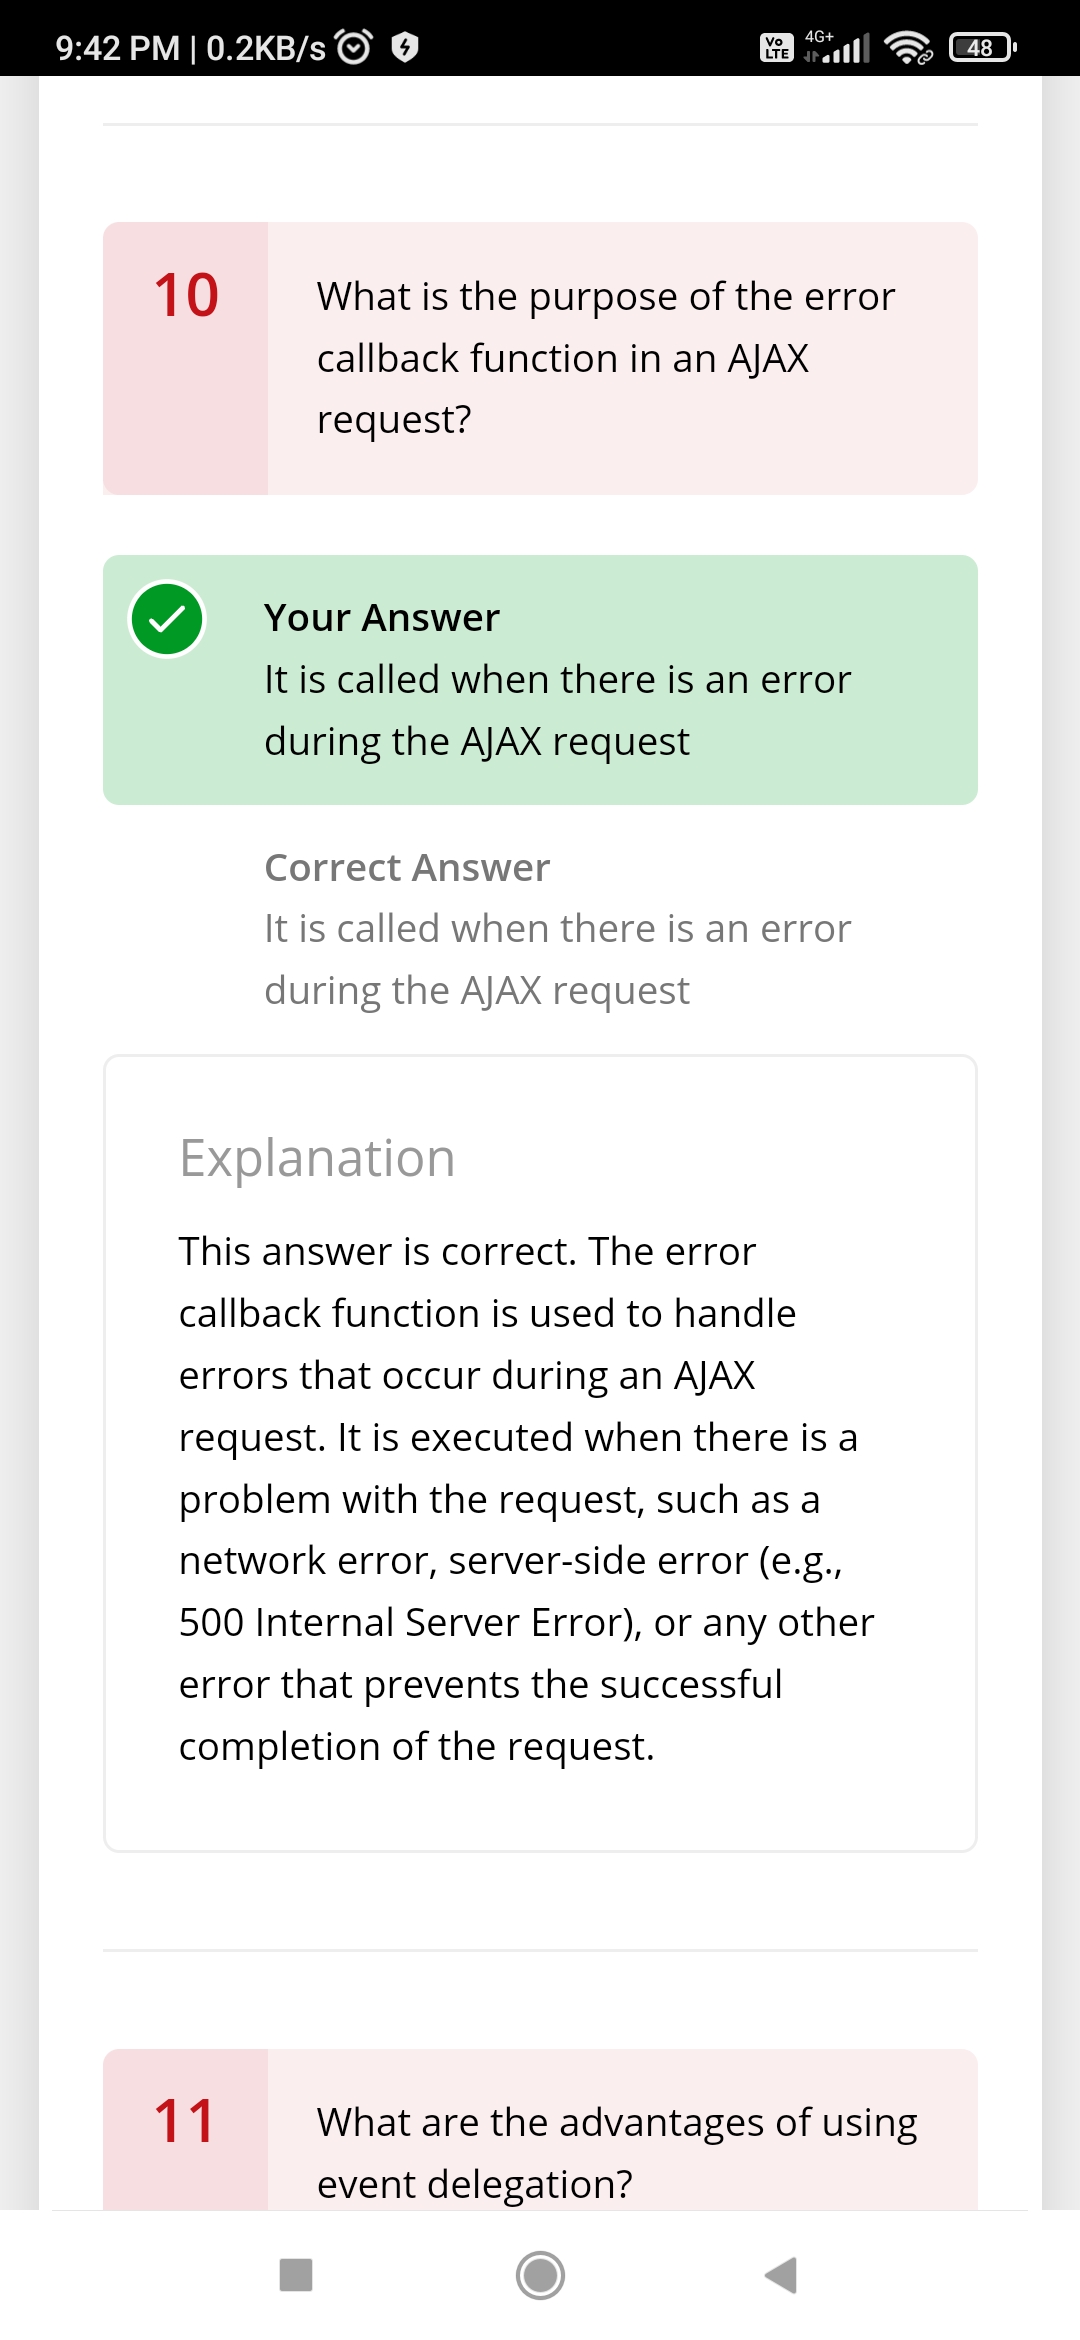 9:42 PM | 0.2KB/s
Vo LTE 4G+ 48
10
What is the purpose of the error
callback function in an AJAX
request?
Your Answer
It is called when there is an error
during the AJAX request
Correct Answer
It is called when there is an error
during the AJAX request
Explanation
This answer is correct. The error
callback function is used to handle
errors that occur during an AJAX
request. It is executed when there is a
problem with the request, such as a
network error, server-side error (e.g.,
500 Internal Server Error), or any other
error that prevents the successful
completion of the request.
11
What are the advantages of using
event delegation?